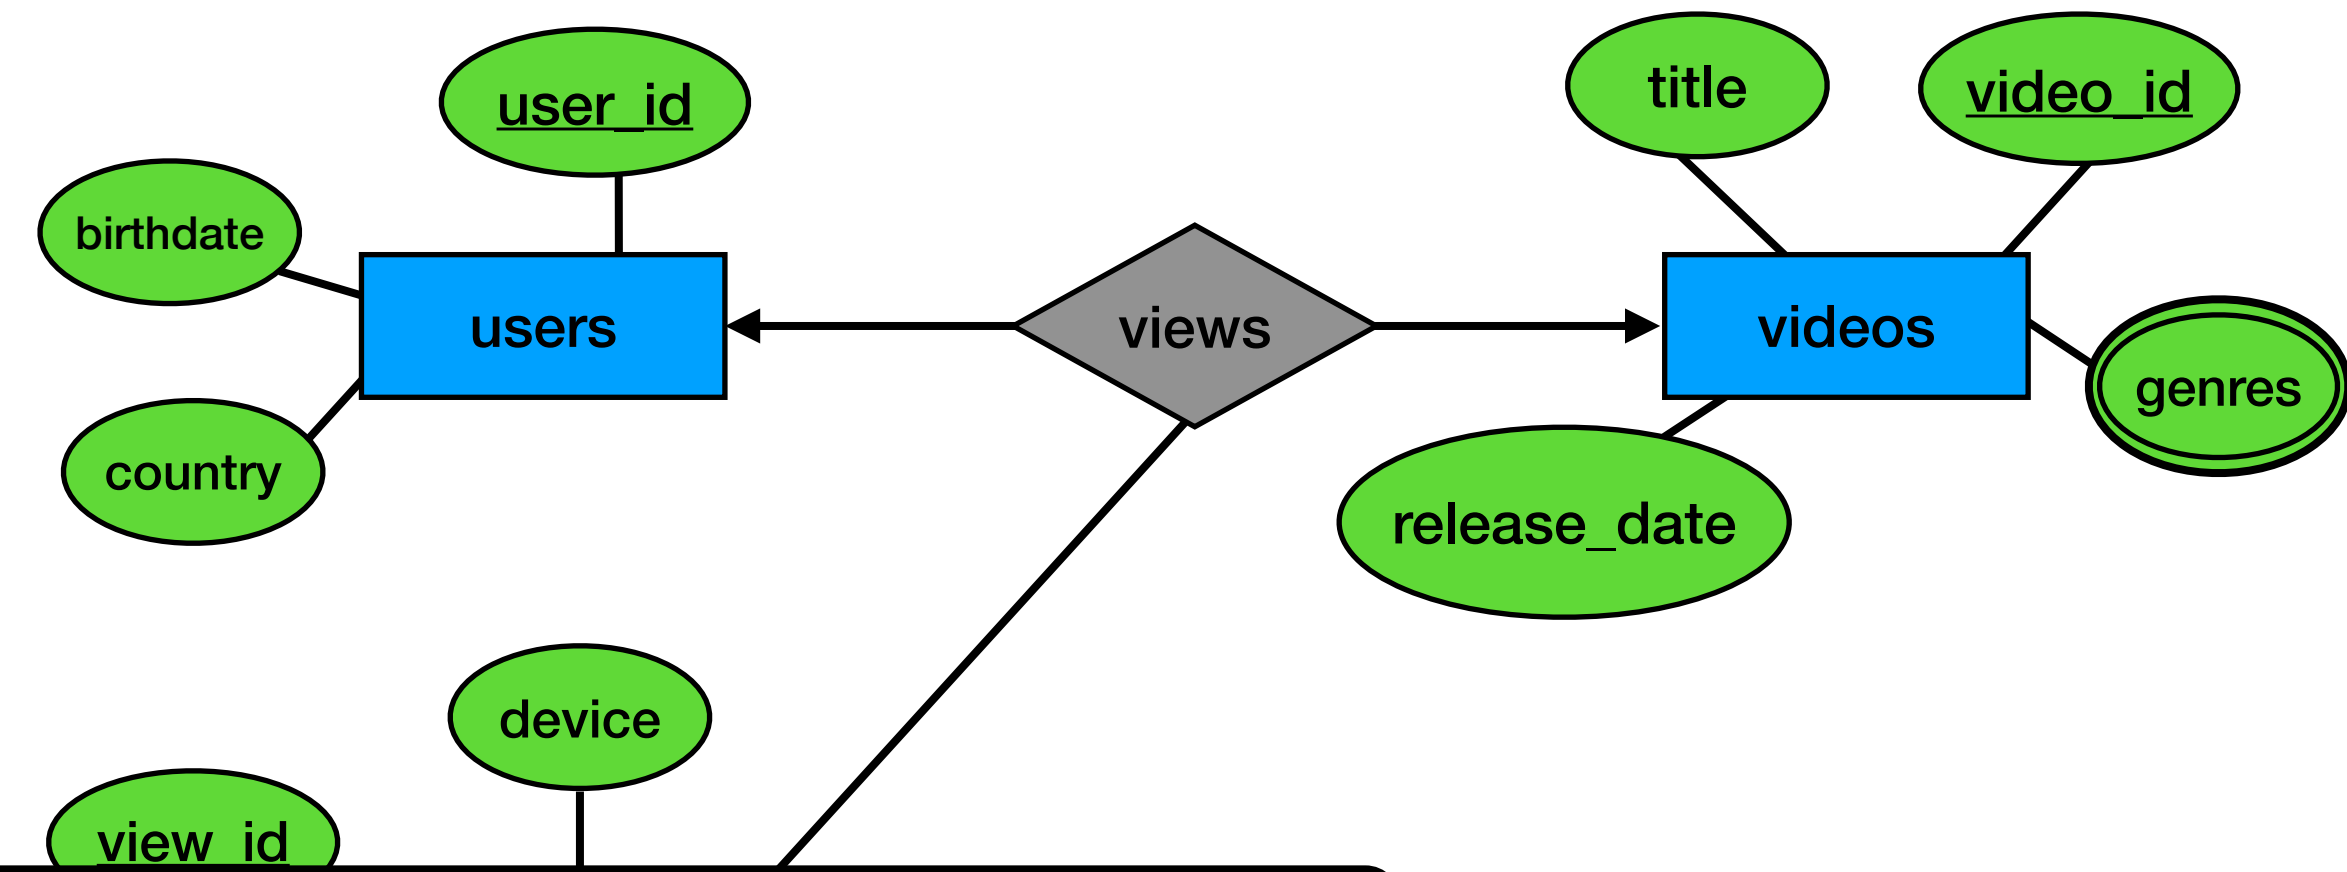 user_id
title
video_id
birthdate
users
views
videos
genres
country
release_date
device
view_id